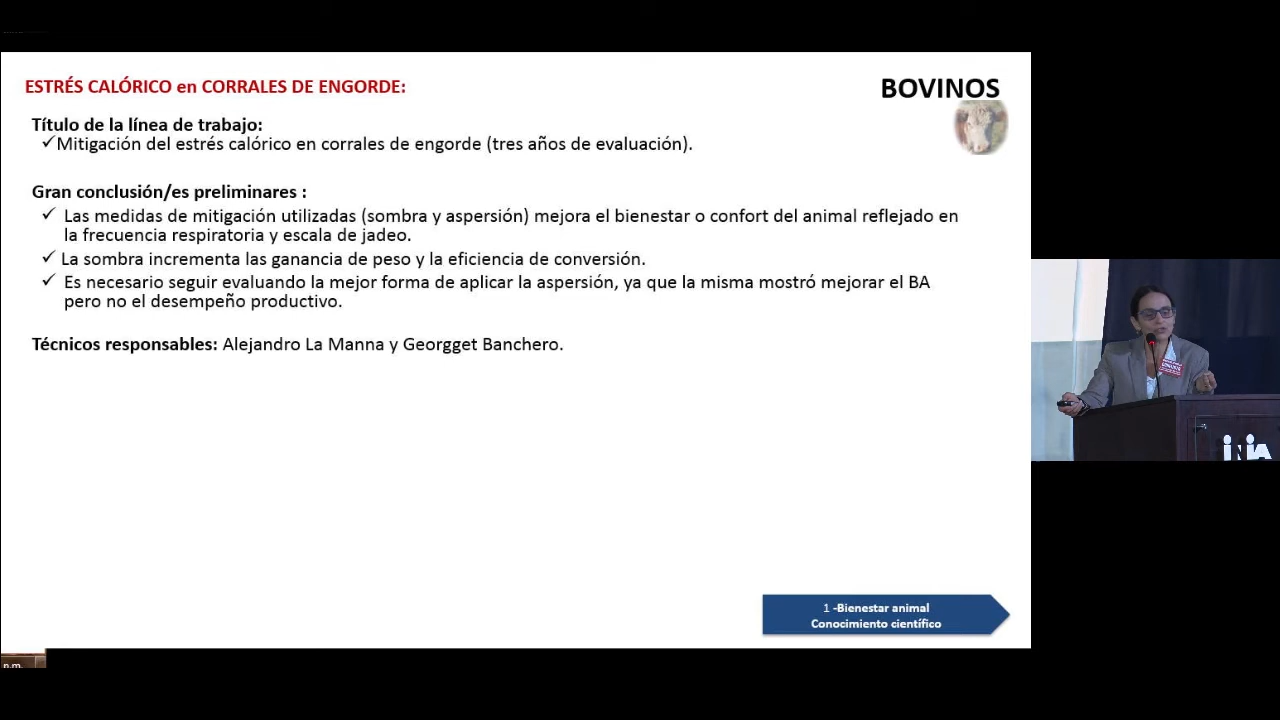 ESTRÉS CALÓRICO en CORRALES DE ENGORDE:
BOVINOS
Título de la línea de trabajo:
✓Mitigación del estrés calórico en corrales de engorde (tres años de evaluación).
Gran conclusión/es preliminares :
✓ Las medidas de mitigación utilizadas (sombra y aspersión) mejora el bienestar o confort del animal reflejado en
la frecuencia respiratoria y escala de jadeo.
✓ La sombra incrementa las ganancia de peso y la eficiencia de conversión.
✓ Es necesario seguir evaluando la mejor forma de aplicar la aspersión, ya que la misma mostró mejorar el BA
pero no el desempeño productivo.
Técnicos responsables: Alejandro La Manna y Georgget Banchero.
1 -Bienestar animal
Conocimiento científico
p.m.
INIA